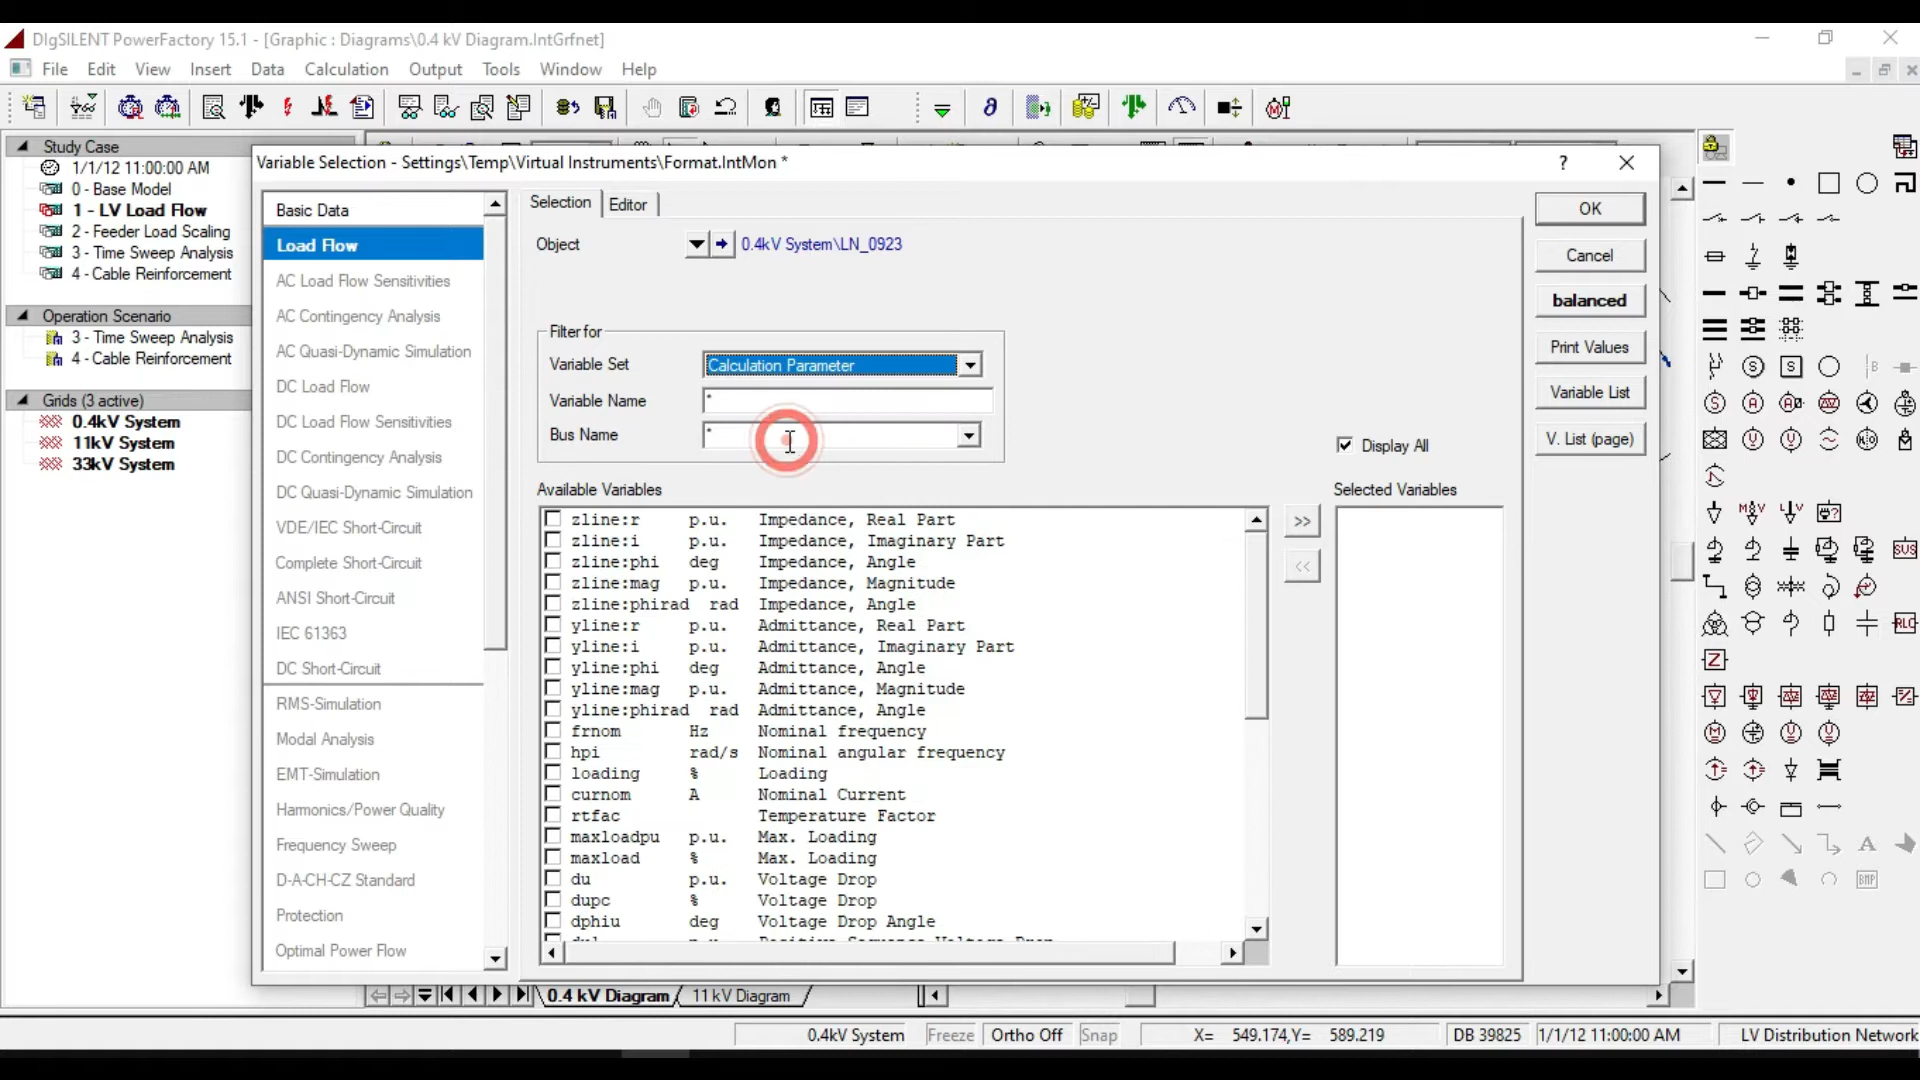 DIgSILENT PowerFactory 15.1 - [Graphic : Diagrams\0.4 kV Diagram.IntGrfnet]
File Edit View Insert Data Calculation Output Tools Window Help
Study Case
1/1/12 11:00:00 AM
0 - Base Model
1 - LV Load Flow
2 - Feeder Load Scaling
3 - Time Sweep Analysis
4 - Cable Reinforcement
Operation Scenario
3 - Time Sweep Analysis
4 - Cable Reinforcement
Grids (3 active)
0.4kV System
11kV System
33kV System
Variable Selection - Settings\Temp\Virtual Instruments\Format.IntMon *
?
Basic Data
Load Flow
AC Load Flow Sensitivities
AC Contingency Analysis
AC Quasi-Dynamic Simulation
DC Load Flow
DC Load Flow Sensitivities
DC Contingency Analysis
DC Quasi-Dynamic Simulation
VDE/IEC Short-Circuit
Complete Short-Circuit
ANSI Short-Circuit
IEC 61363
DC Short-Circuit
RMS-Simulation
Modal Analysis
EMT-Simulation
Harmonics/Power Quality
Frequency Sweep
D-A-CH-CZ Standard
Protection
Optimal Power Flow
Selection Editor
Object 0.4kV System\LN_0923
Filter for
Variable Set Calculation Parameter
Variable Name *
Bus Name *
Display All
Available Variables
zline:r p.u. Impedance, Real Part
zline:i p.u. Impedance, Imaginary Part
zline:phi deg Impedance, Angle
zline:mag p.u. Impedance, Magnitude
zline:phirad rad Impedance, Angle
yline:r p.u. Admittance, Real Part
yline:i p.u. Admittance, Imaginary Part
yline:phi deg Admittance, Angle
yline:mag p.u. Admittance, Magnitude
yline:phirad rad Admittance, Angle
frnom Hz Nominal frequency
hpi rad/s Nominal angular frequency
loading % Loading
curnom A Nominal Current
rtfac Temperature Factor
maxloadpu p.u. Max. Loading
maxload % Max. Loading
du p.u. Voltage Drop
dupc % Voltage Drop
dphiu deg Voltage Drop Angle
>>
<<
Selected Variables
OK
Cancel
balanced
Print Values
Variable List
V. List (page)
0.4 kV Diagram 11 kV Diagram
0.4kV System Freeze Ortho Off Snap X= 549.174,Y= 589.219 DB 39825 1/1/12 11:00:00 AM LV Distribution Network